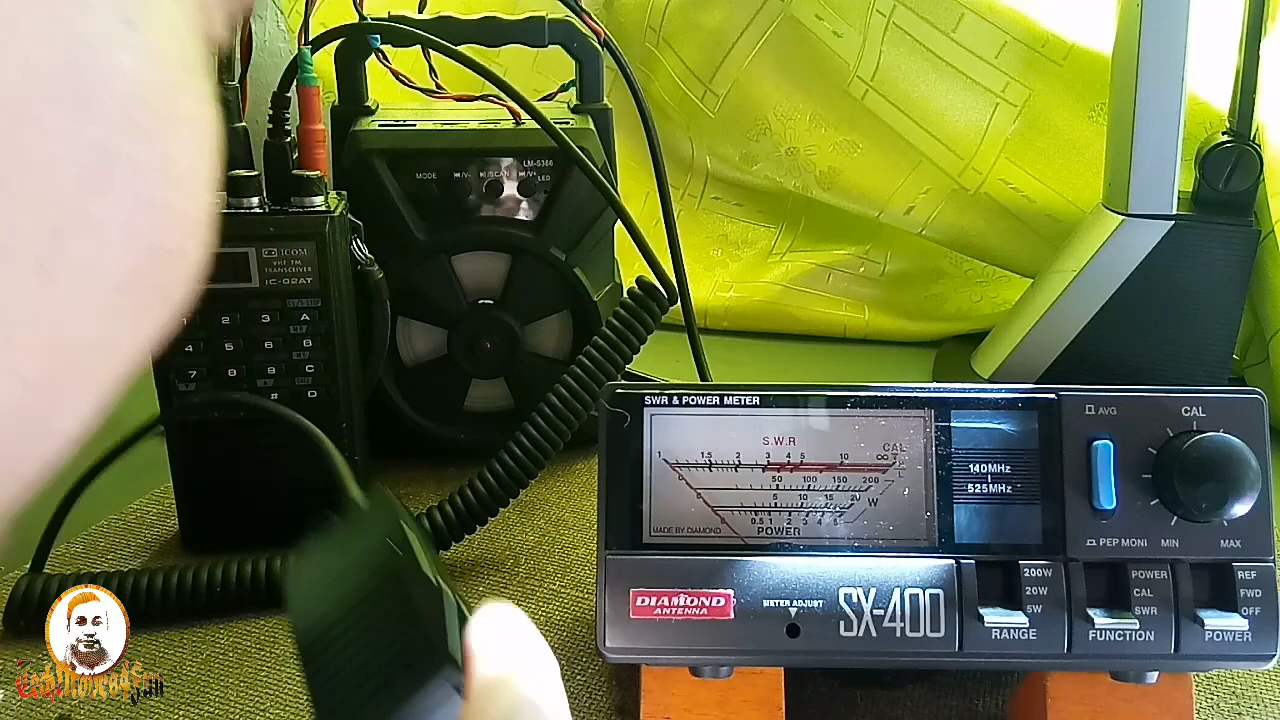 LM-S366
MODE
V-
/SCAN
V+
LED
ICOM
VHF FM
TRANSCEIVER
IC-02AT
1 2 3 A
4 5 6 B
7 8 9 C
# D
SWR & POWER METER
S.W.R
CAL
1 1.5 2 3 4 5 10 ∞
50 100 150 200
5 10 15 20 W
0.5 1 2 3 4 5
MADE BY DIAMOND
POWER
140MHz
525MHz
AVG
CAL
PEP MONI
MIN
MAX
DIAMOND
ANTENNA
METER ADJUST
SX-400
200W
20W
5W
RANGE
POWER
CAL
SWR
FUNCTION
REF
FWD
OFF
POWER